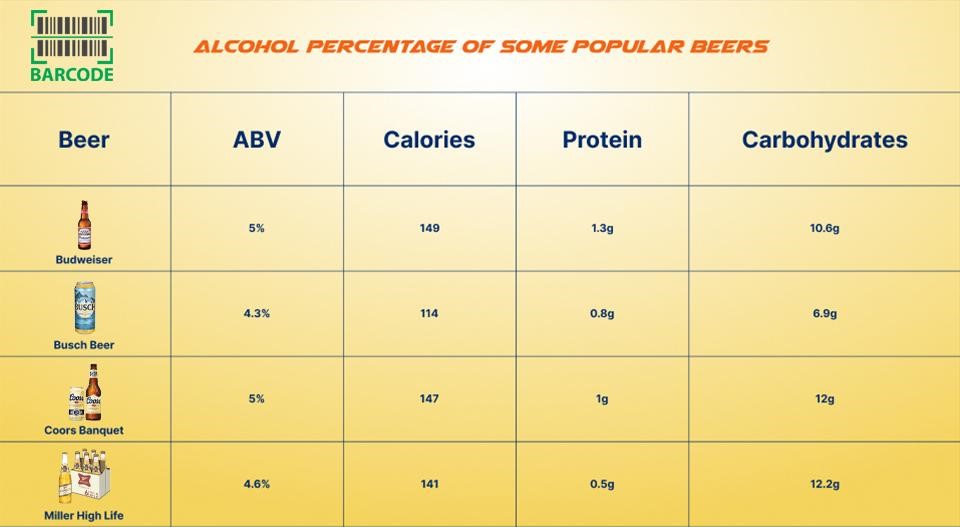 BARCODE
ALCOHOL PERCENTAGE OF SOME POPULAR BEERS
Beer ABV Calories Protein Carbohydrates
BUSCH
Budweiser 5% 149 1.3g 10.6g
Busch Beer 4.3% 114 0.8g 6.9g
Coors Banquet 5% 147 1g 12g
Miller High Life 4.6% 141 0.5g 12.2g